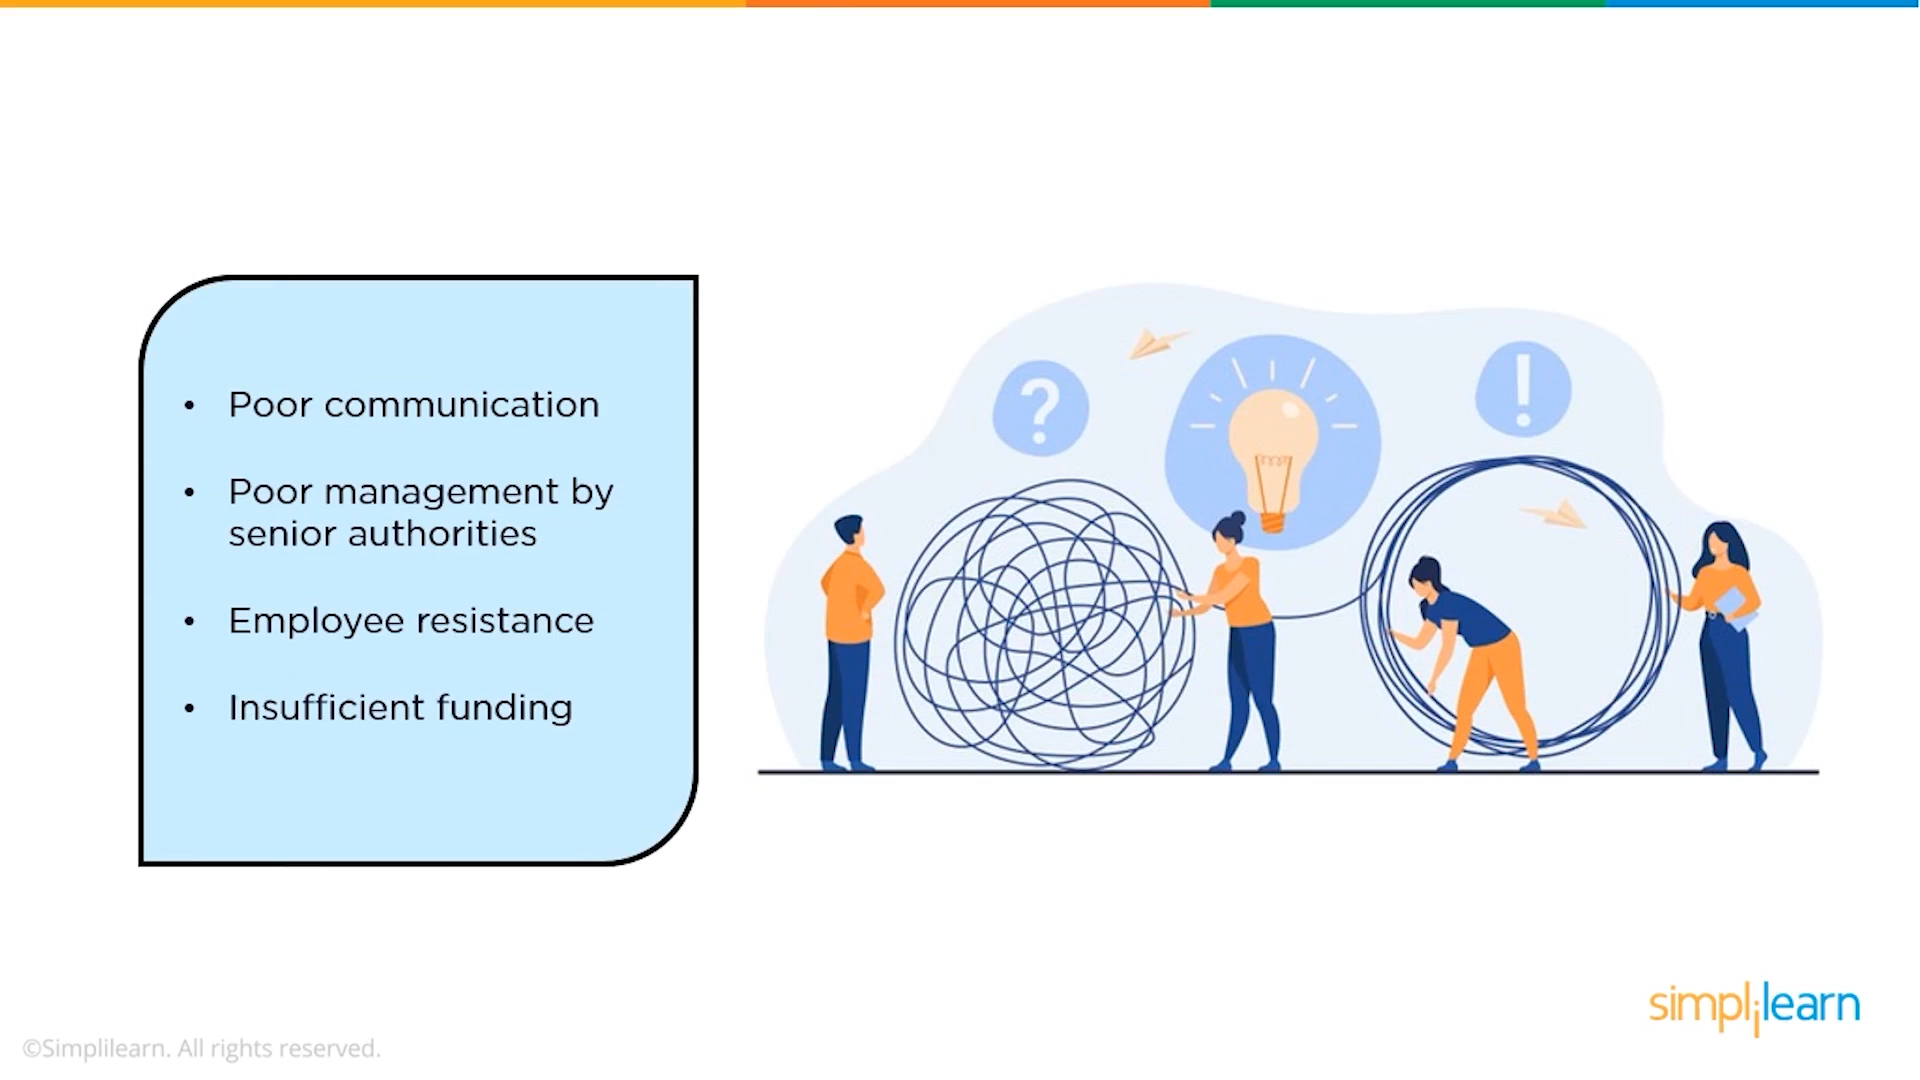 • Poor communication
• Poor management by
senior authorities
• Employee resistance
• Insufficient funding
?
!
simplilearn
©Simplilearn. All rights reserved.